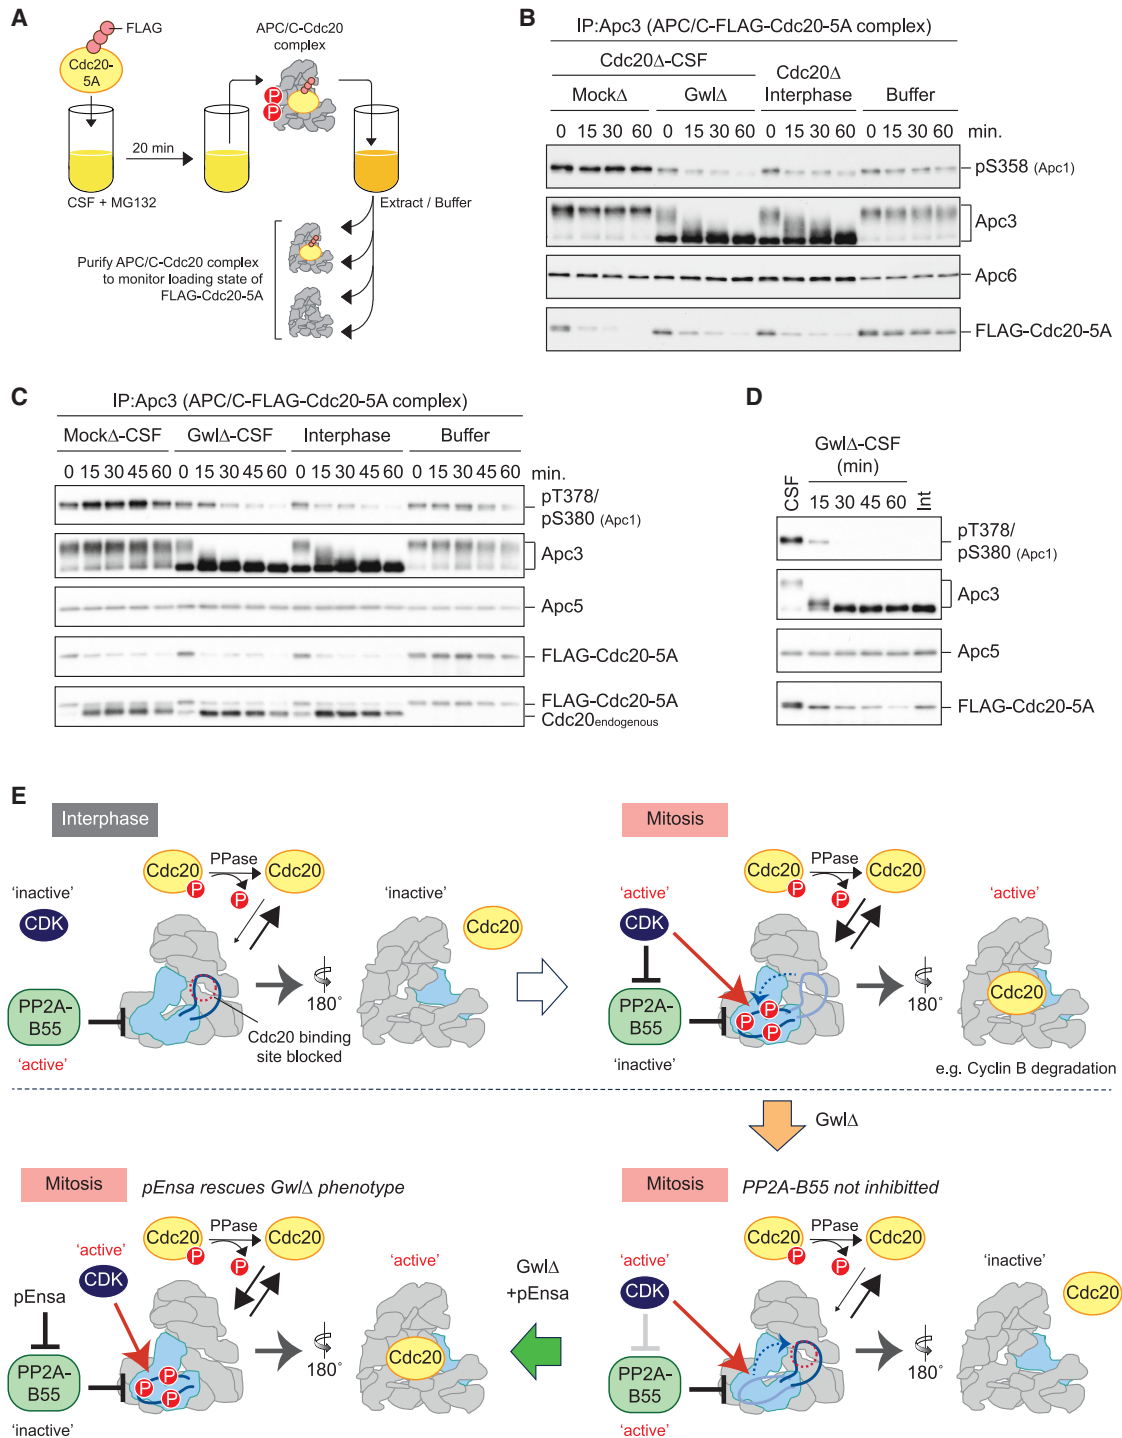 A
FLAG
Cdc20-
5A
APC/C-Cdc20
complex
P
P
20 min
CSF + MG132
Extract / Buffer
Purify APC/C-Cdc20 complex
to monitor loading state of
FLAG-Cdc20-5A
B
IP:Apc3 (APC/C-FLAG-Cdc20-5A complex)
Cdc20Δ-CSF
Cdc20Δ
Interphase
MockΔ GwlΔ Buffer
0 15 30 60 0 15 30 60 0 15 30 60 0 15 30 60 min.
pS358 (Apc1)
Apc3
Apc6
FLAG-Cdc20-5A
C
IP:Apc3 (APC/C-FLAG-Cdc20-5A complex)
MockΔ-CSF GwlΔ-CSF Interphase Buffer
0 15 30 45 60 0 15 30 45 60 0 15 30 45 60 0 15 30 45 60 min.
pT378/
pS380 (Apc1)
Apc3
Apc5
FLAG-Cdc20-5A
FLAG-Cdc20-5A
Cdc20endogenous
D
GwlΔ-CSF
(min)
CSF 15 30 45 60 Int
pT378/
pS380 (Apc1)
Apc3
Apc5
FLAG-Cdc20-5A
E
Interphase
Cdc20
P
PPase
P
Cdc20
'inactive'
CDK
'inactive'
Cdc20
PP2A-
B55
'active'
Cdc20 binding
site blocked
180°
Mitosis
Cdc20
P
PPase
P
Cdc20
'active'
CDK
'active'
PP2A-
B55
'inactive'
P
P
P
180°
Cdc20
e.g. Cyclin B degradation
GwlΔ
Mitosis
pEnsa rescues GwlΔ phenotype
Cdc20
P
PPase
P
Cdc20
'active'
CDK
'active'
pEnsa
PP2A-
B55
'inactive'
P
P
P
180°
Cdc20
GwlΔ
+pEnsa
Mitosis
PP2A-B55 not inhibitted
Cdc20
P
PPase
P
Cdc20
'active'
CDK
'inactive'
Cdc20
PP2A-
B55
'active'
180°